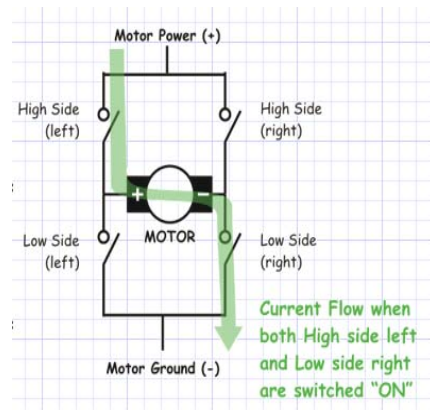 Motor Power (+)
High Side
(left)
High Side
(right)
+
-
MOTOR
Low Side
(left)
Low Side
(right)
Current Flow when
both High side left
and Low side right
are switched "ON"
Motor Ground (-)